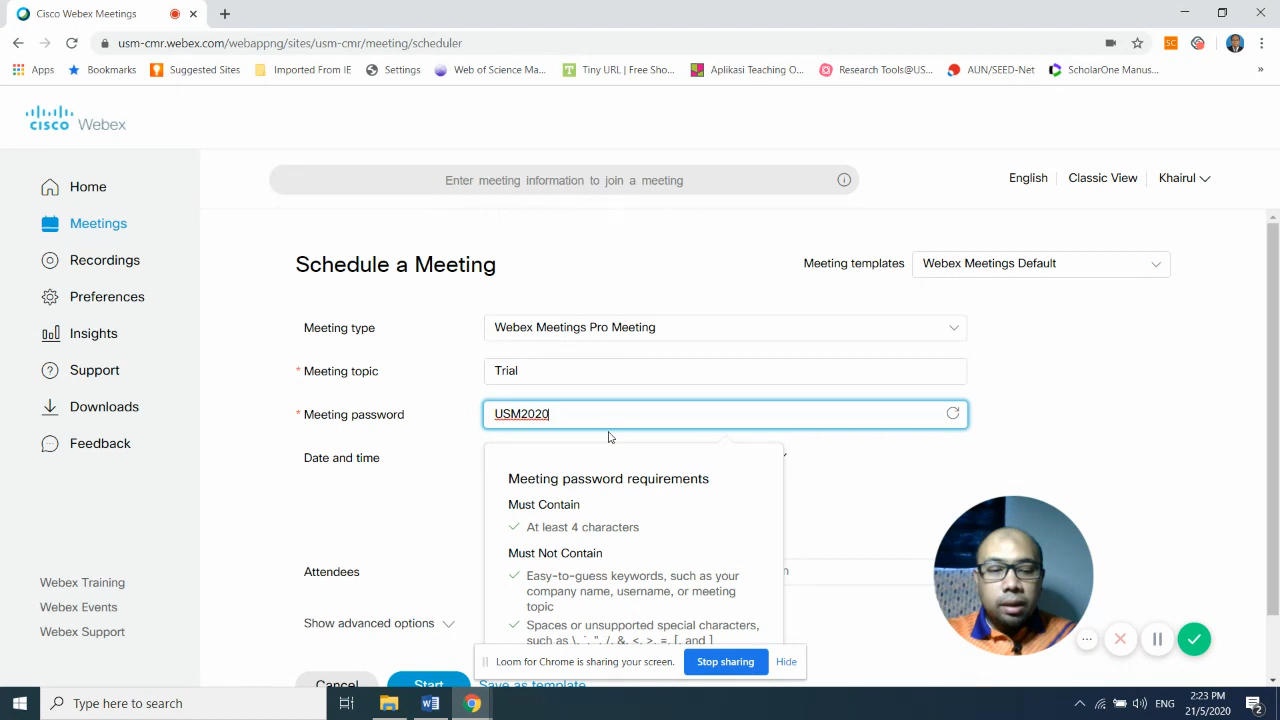 Cisco Webex Meetings
usm-cmr.webex.com/webappng/sites/usm-cmr/meeting/scheduler
Apps
Bookmarks
Suggested Sites
Imported From IE
Settings
Web of Science Ma...
Tiny URL | Free Sho...
Aplikasi Teaching O...
Research Tools@US...
AUN/SEED-Net
ScholarOne Manus...
»
CISCO Webex
Enter meeting information to join a meeting
English
Classic View
Khairul
Home
Meetings
Recordings
Preferences
Insights
Support
Downloads
Feedback
Webex Training
Webex Events
Webex Support
Schedule a Meeting
Meeting templates
Webex Meetings Default
Meeting type
Webex Meetings Pro Meeting
* Meeting topic
Trial
* Meeting password
USM2020
Date and time
Meeting password requirements
Must Contain
At least 4 characters
Must Not Contain
Easy-to-guess keywords, such as your
company name, username, or meeting
topic
Spaces or unsupported special characters,
such as \, `, ", /, &, <, >, =, [, and ]
Attendees
Show advanced options
Loom for Chrome is sharing your screen.
Stop sharing
Hide
Cancel
Start
Save as template
Type here to search
ENG
2:23 PM
21/5/2020
2